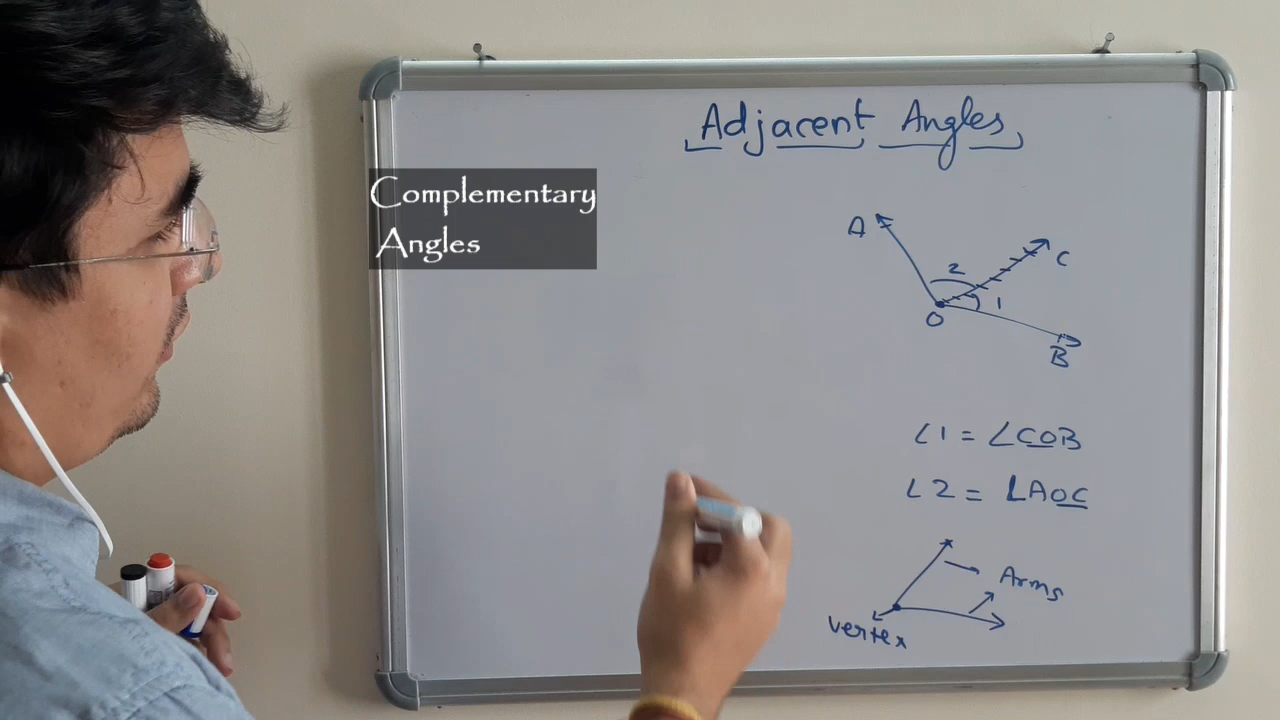 Adjacent Angles
Complementary
Angles
A
2
C
1
O
B
∠1 = ∠COB
∠2 = ∠AOC
Arms
Vertex